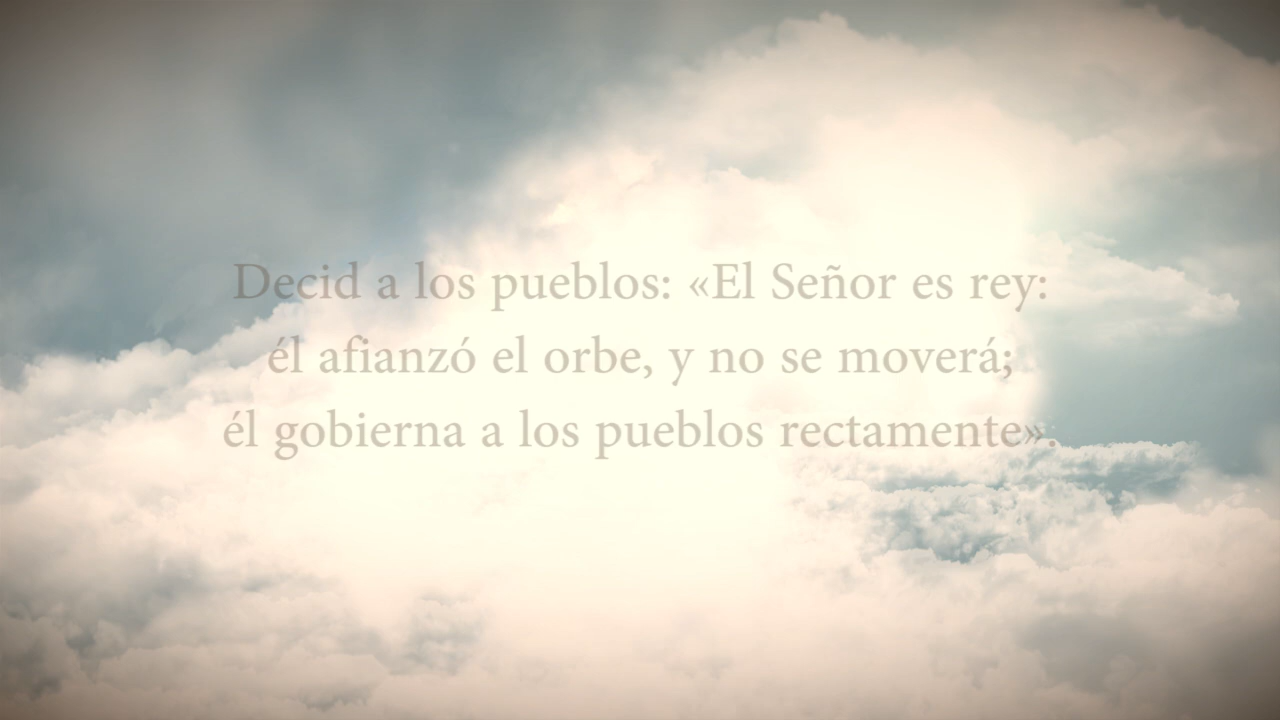 Decid a los pueblos: «El Señor es rey:
él afianzó el orbe, y no se moverá;
él gobierna a los pueblos rectamente».